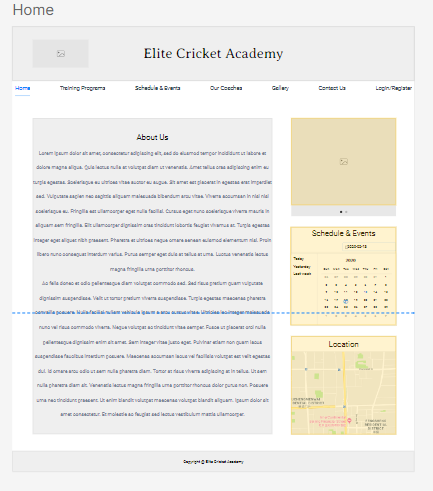 Home
Elite Cricket Academy
Home Training Programs Schedule & Events Our Coaches Gallery Contact Us Login/Register
About Us
Lorem ipsum dolor sit amet, consectetur adipiscing elit, sed do eiusmod tempor incididunt ut labore et
dolore magna aliqua. Quis lectus nulla at volutpat diam ut venenatis. Amet tellus cras adipiscing enim eu
turpis egestas. Scelerisque eu ultrices vitae auctor eu augue. Sit amet est placerat in egestas erat imperdiet
sed. Vulputate sapien nec sagittis aliquam malesuada bibendum arcu vitae. Viverra accumsan in nisl nisi
scelerisque eu. Fringilla est ullamcorper eget nulla facilisi. Cursus eget nunc scelerisque viverra mauris in
aliquam sem fringilla. Elit ullamcorper dignissim cras tincidunt lobortis feugiat vivamus at. Turpis egestas
integer eget aliquet nibh praesent. Pharetra et ultrices neque ornare aenean euismod elementum nisi. Proin
libero nunc consequat interdum varius. Purus semper eget duis at tellus at urna. Luctus venenatis lectus
magna fringilla urna porttitor rhoncus.
Ac felis donec et odio pellentesque diam volutpat commodo sed. Sed risus pretium quam vulputate
dignissim suspendisse. Velit ut tortor pretium viverra suspendisse. Turpis egestas maecenas pharetra
convallis posuere. Nulla facilisi nullam vehicula ipsum a arcu cursus vitae. Ultricies leo integer malesuada
nunc vel risus commodo viverra. Neque volutpat ac tincidunt vitae semper. Fusce ut placerat orci nulla
pellentesque dignissim enim sit amet. Sem integer vitae justo eget. Pulvinar etiam non quam lacus
suspendisse faucibus interdum posuere. Maecenas accumsan lacus vel facilisis volutpat est velit egestas
dui. Id ornare arcu odio ut sem nulla pharetra diam. Tortor at risus viverra adipiscing at in tellus. Ut sem
nulla pharetra diam sit. Venenatis lectus magna fringilla urna porttitor rhoncus dolor purus non. Posuere
urna nec tincidunt praesent. Ut enim blandit volutpat maecenas volutpat blandit aliquam. Ipsum dolor sit
amet consectetur. Et molestie ac feugiat sed lectus vestibulum mattis ullamcorper.
Schedule & Events
Today
Yesterday
Last week
Location
Copyright © Elite Cricket Academy